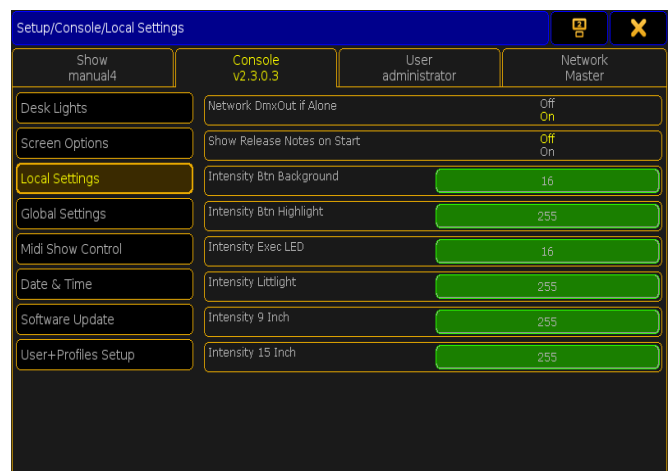 Setup/Console/Local Settings
Show
manual4
Console
v2.3.0.3
User
administrator
Network
Master
Desk Lights
Screen Options
Local Settings
Global Settings
Midi Show Control
Date & Time
Software Update
User+Profiles Setup
Network DmxOut if Alone
Off
On
Show Release Notes on Start
Off
On
Intensity Btn Background
16
Intensity Btn Highlight
255
Intensity Exec LED
16
Intensity Littlight
255
Intensity 9 Inch
255
Intensity 15 Inch
255